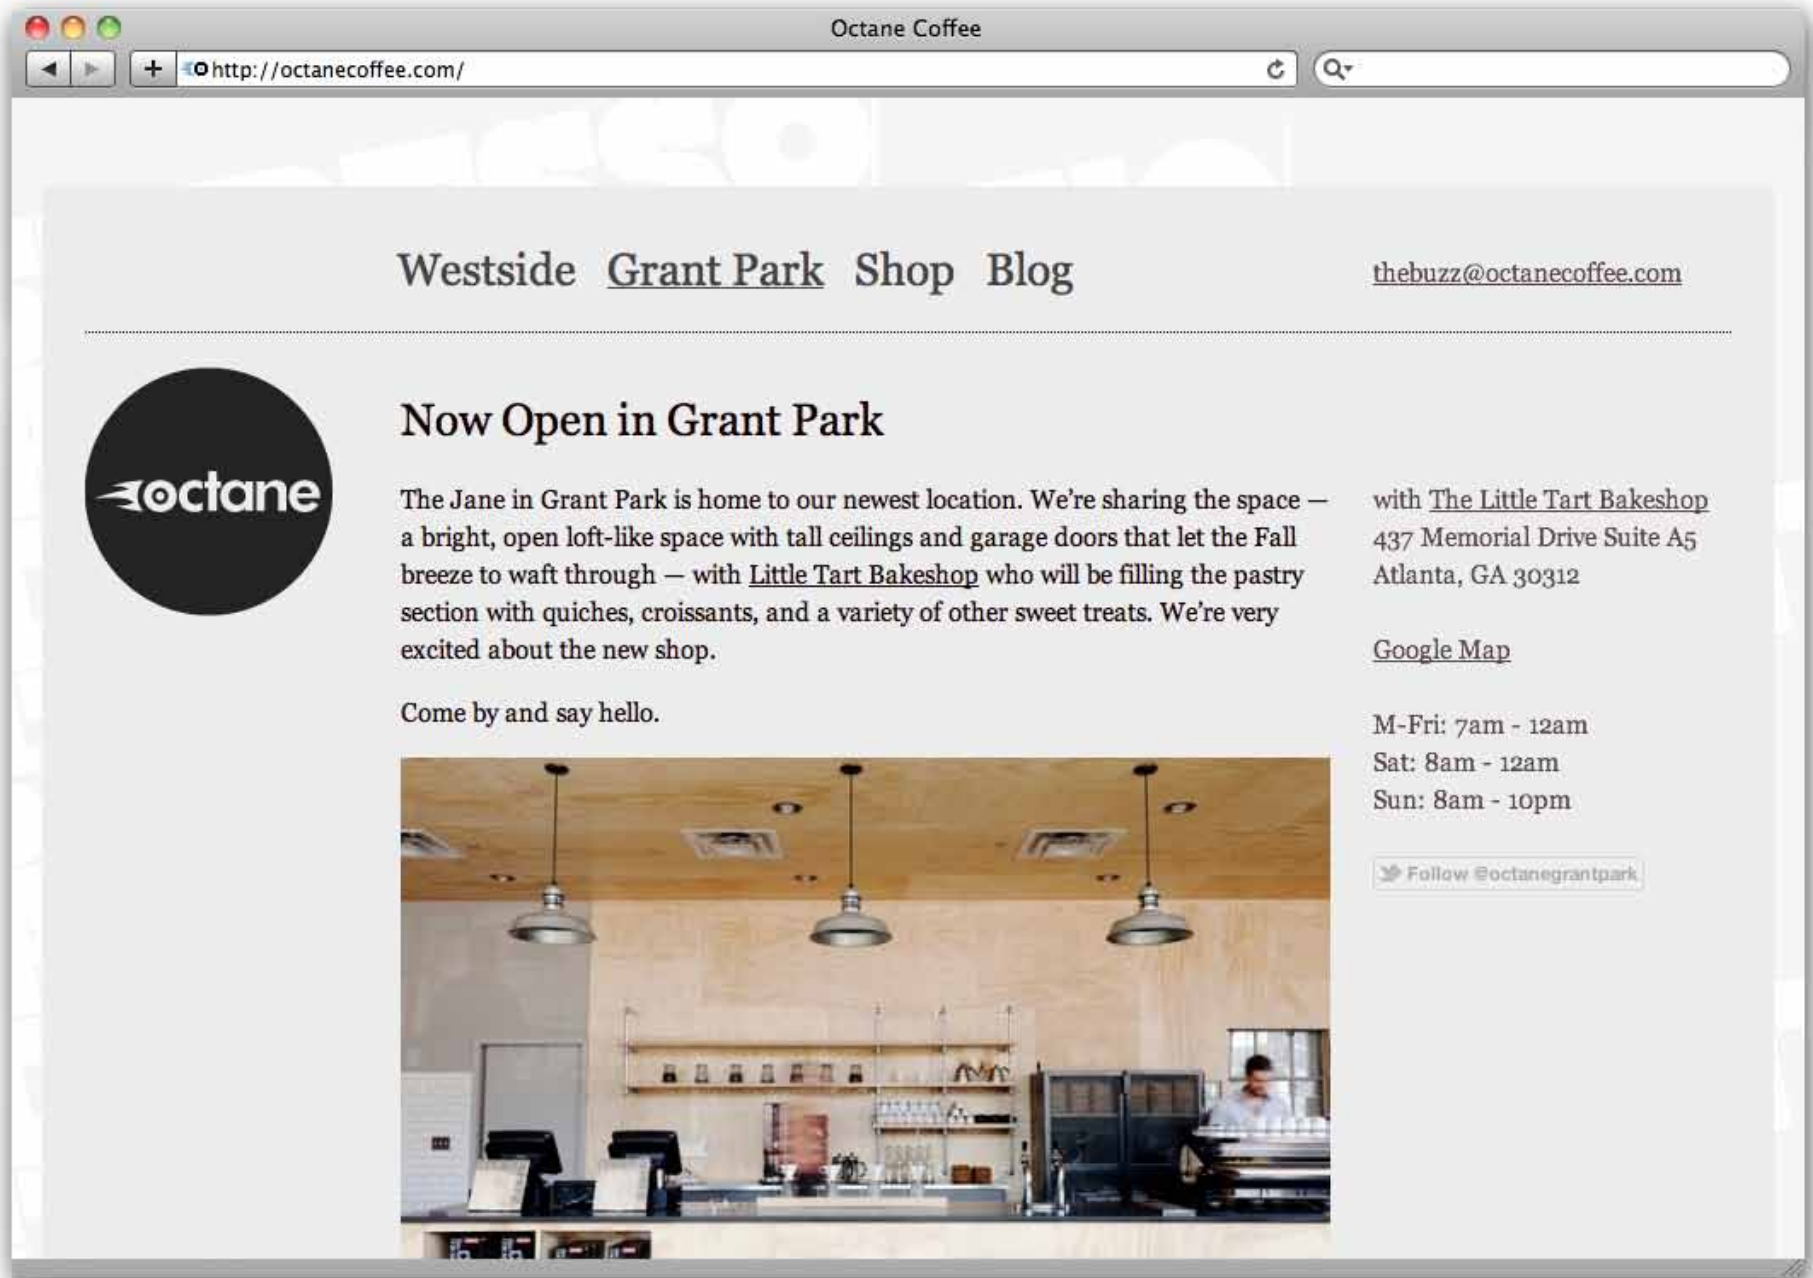 Octane Coffee
http://octanecoffee.com/
Westside Grant Park Shop Blog
thebuzz@octanecoffee.com
octane
Now Open in Grant Park
The Jane in Grant Park is home to our newest location. We’re sharing the space —
a bright, open loft-like space with tall ceilings and garage doors that let the Fall
breeze to waft through — with Little Tart Bakeshop who will be filling the pastry
section with quiches, croissants, and a variety of other sweet treats. We’re very
excited about the new shop.
Come by and say hello.
with The Little Tart Bakeshop
437 Memorial Drive Suite A5
Atlanta, GA 30312
Google Map
M-Fri: 7am - 12am
Sat: 8am - 12am
Sun: 8am - 10pm
Follow @octanegrantpark